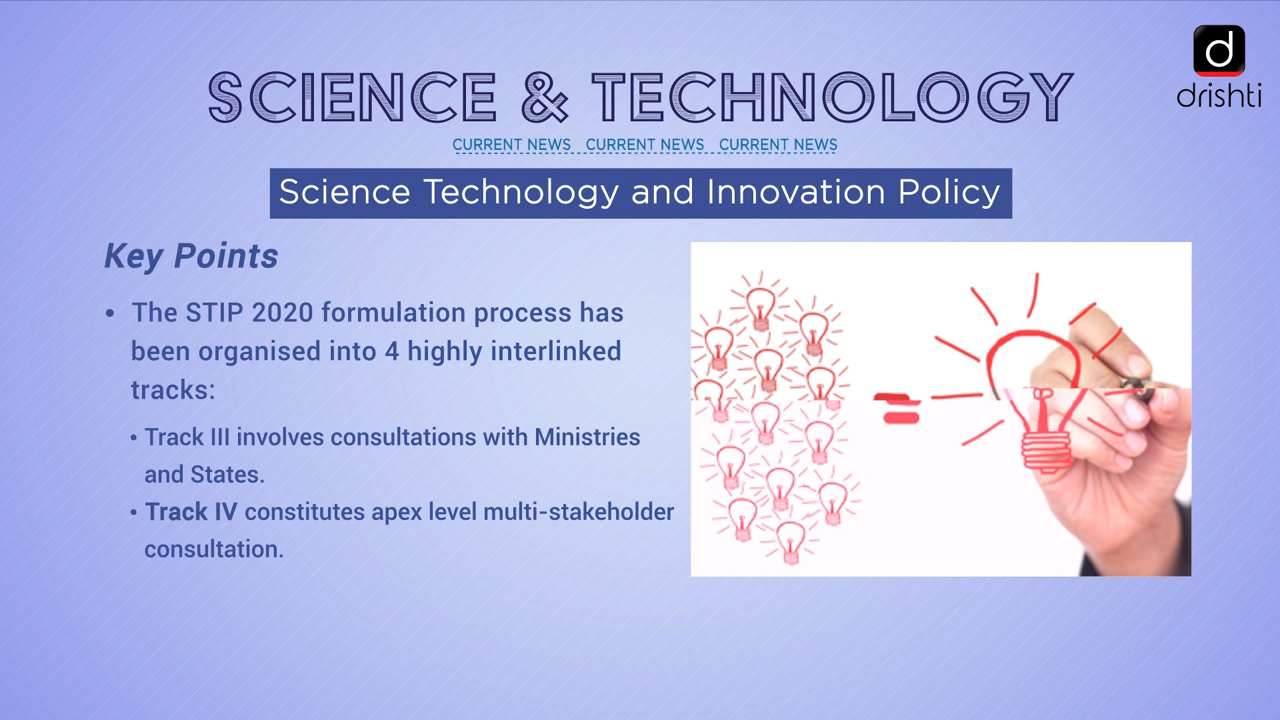 d
drishti
SCIENCE & TECHNOLOGY
CURRENT NEWS CURRENT NEWS CURRENT NEWS
Science Technology and Innovation Policy
Key Points
• The STIP 2020 formulation process has
been organised into 4 highly interlinked
tracks:
• Track III involves consultations with Ministries
and States.
• Track IV constitutes apex level multi-stakeholder
consultation.